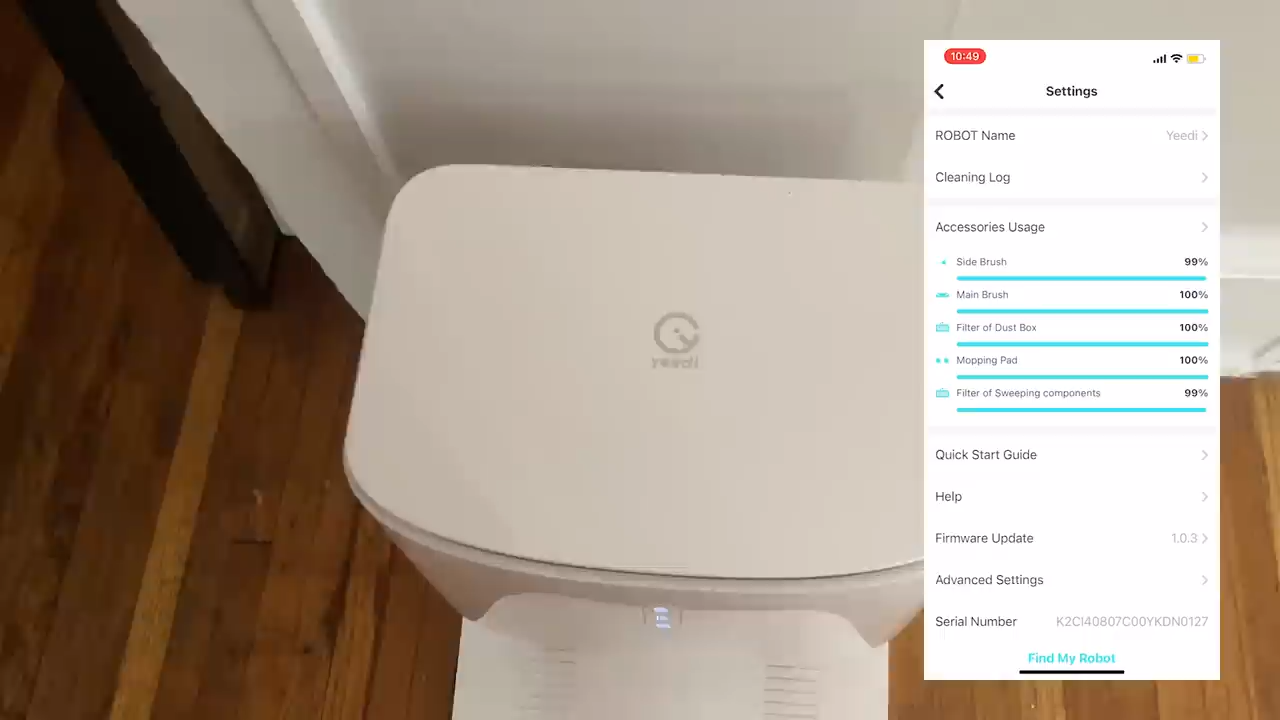 yeedi
10:49
Settings
ROBOT Name Yeedi
Cleaning Log
Accessories Usage
Side Brush 99%
Main Brush 100%
Filter of Dust Box 100%
Mopping Pad 100%
Filter of Sweeping components 99%
Quick Start Guide
Help
Firmware Update 1.0.3
Advanced Settings
Serial Number K2CI40807C00YKDN0127
Find My Robot